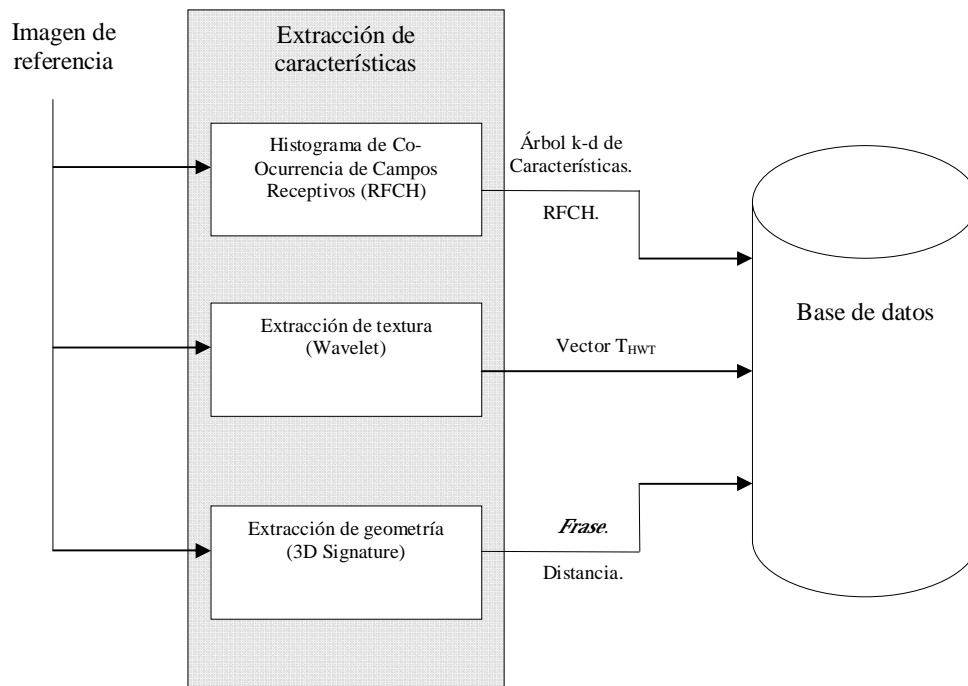 Imagen de
referencia
Extracción de
características
Histograma de Co-
Ocurrencia de Campos
Receptivos (RFCH)
Árbol k-d de
Características.
RFCH.
Extracción de textura
(Wavelet)
Vector THWT
Base de datos
Extracción de geometría
(3D Signature)
Frase.
Distancia.